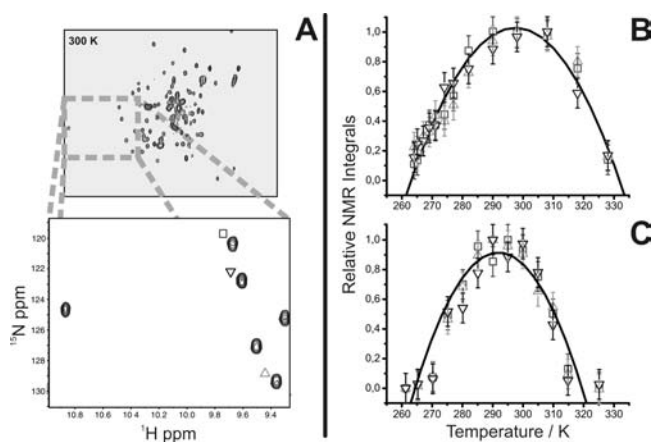 300 K
A
120
122
124
126
128
130
¹⁵N ppm
10.8 10.6 10.4 10.2 10.0 9.8 9.6 9.4
¹H ppm
B
1,0
0,8
0,6
0,4
0,2
0,0
260 270 280 290 300 310 320 330
C
1,0
0,8
0,6
0,4
0,2
0,0
260 270 280 290 300 310 320 330
Relative NMR Integrals
Temperature / K